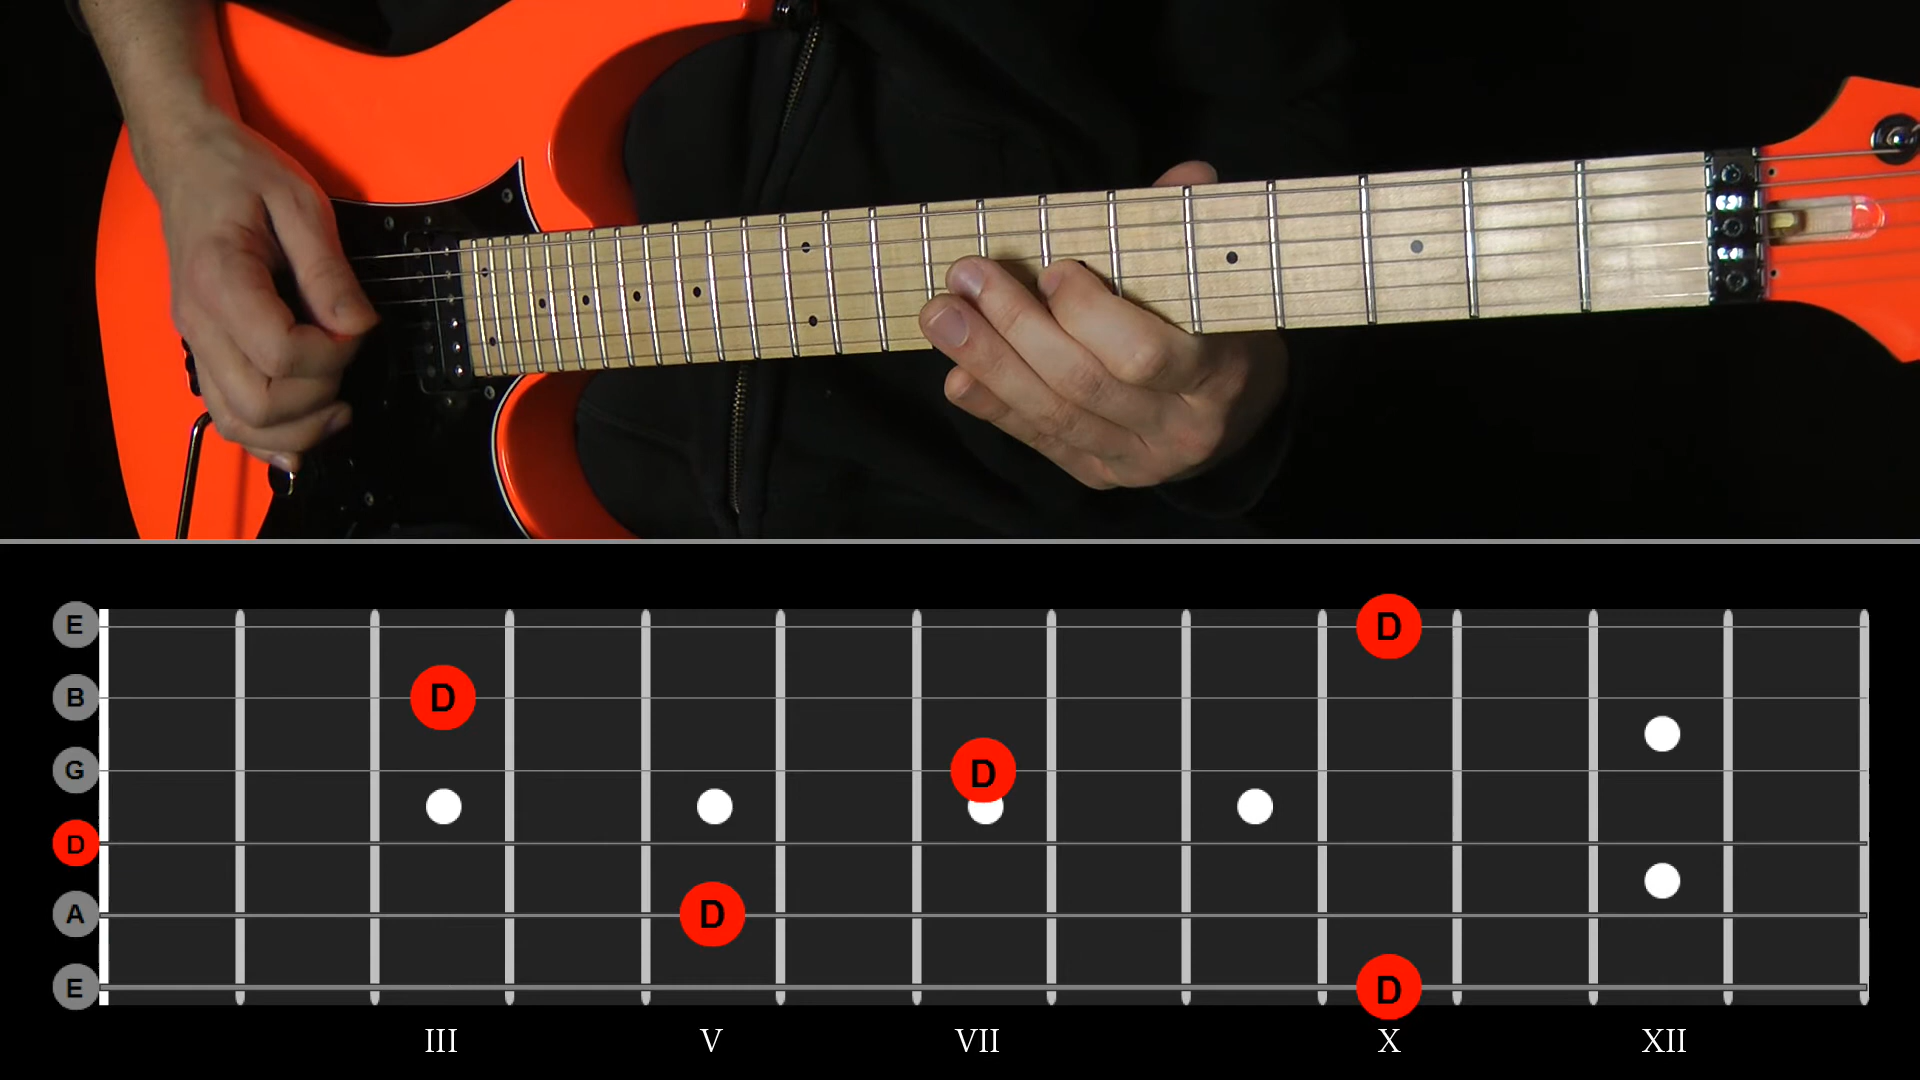 E D
B D
G D
D
A D
E D
III V VII X XII